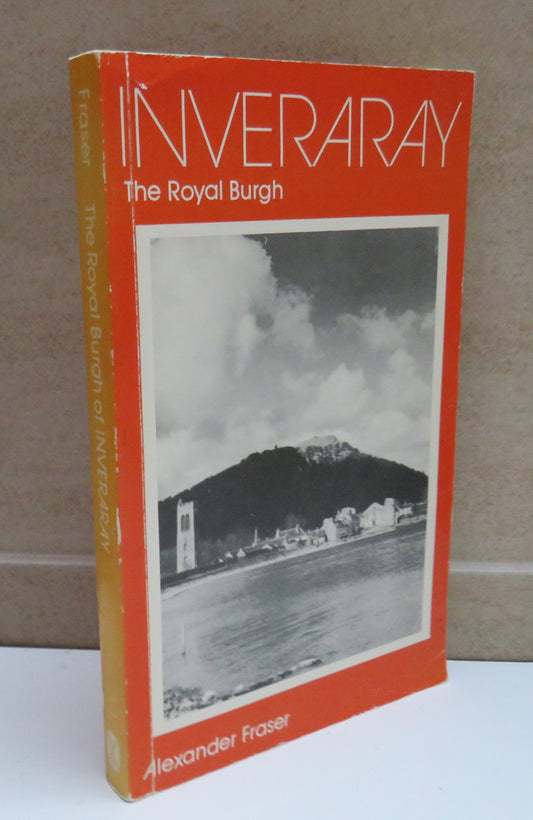 INVERARAY
The Royal Burgh
Alexander Fraser
Fraser The Royal Burgh of INVERARAY